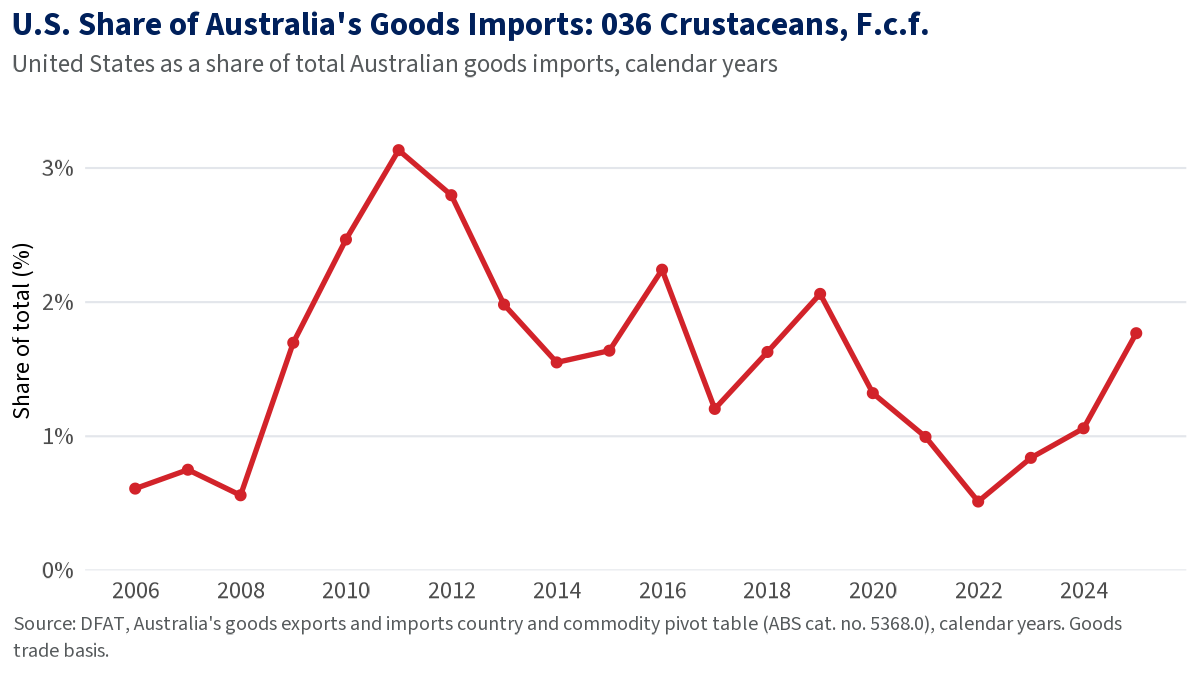 U.S. Share of Australia's Goods Imports: 036 Crustaceans, F.c.f.
United States as a share of total Australian goods imports, calendar years
Share of total (%)
3%
2%
1%
0%
2006 2008 2010 2012 2014 2016 2018 2020 2022 2024
Source: DFAT, Australia's goods exports and imports country and commodity pivot table (ABS cat. no. 5368.0), calendar years. Goods
trade basis.